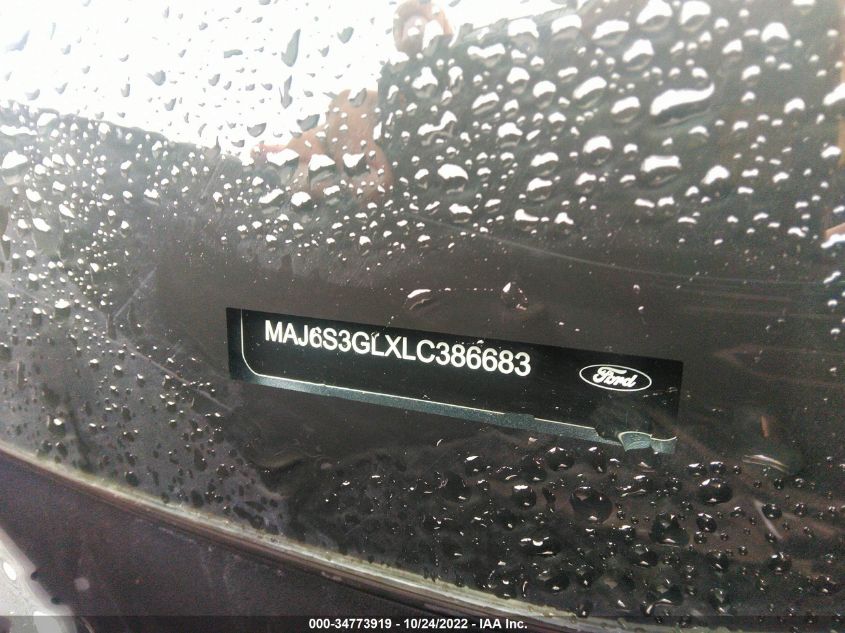 MAJ6S3GLXLC386683
Ford
000-34773919 - 10/24/2022 - IAA Inc.